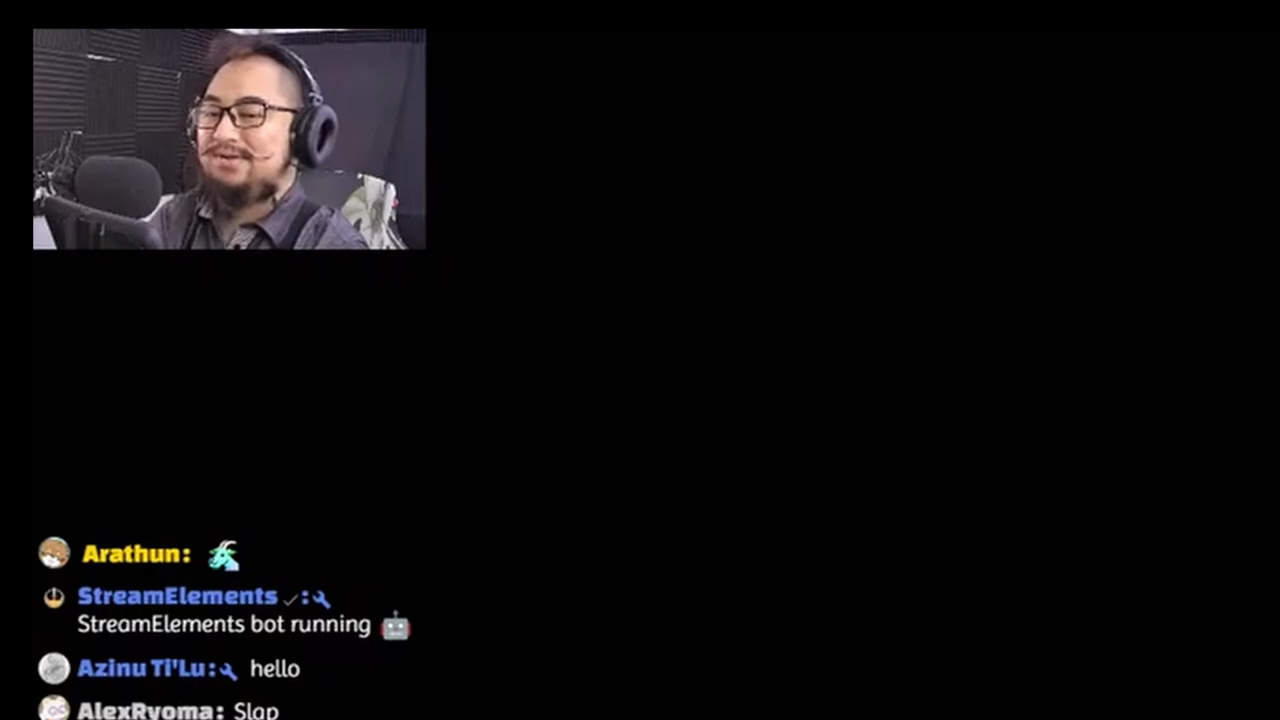 Arathun:
StreamElements :
StreamElements bot running
Azinu Ti'Lu: hello
AlexRyoma: Slap